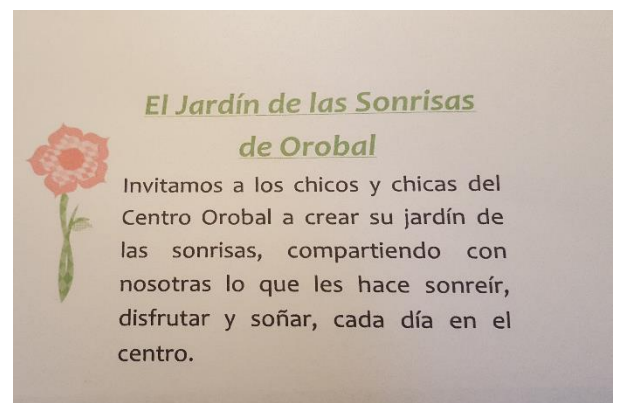 El Jardín de las Sonrisas
de Orobal
Invitamos a los chicos y chicas del
Centro Orobal a crear su jardín de
las sonrisas, compartiendo con
nosotras lo que les hace sonreír,
disfrutar y soñar, cada día en el
centro.